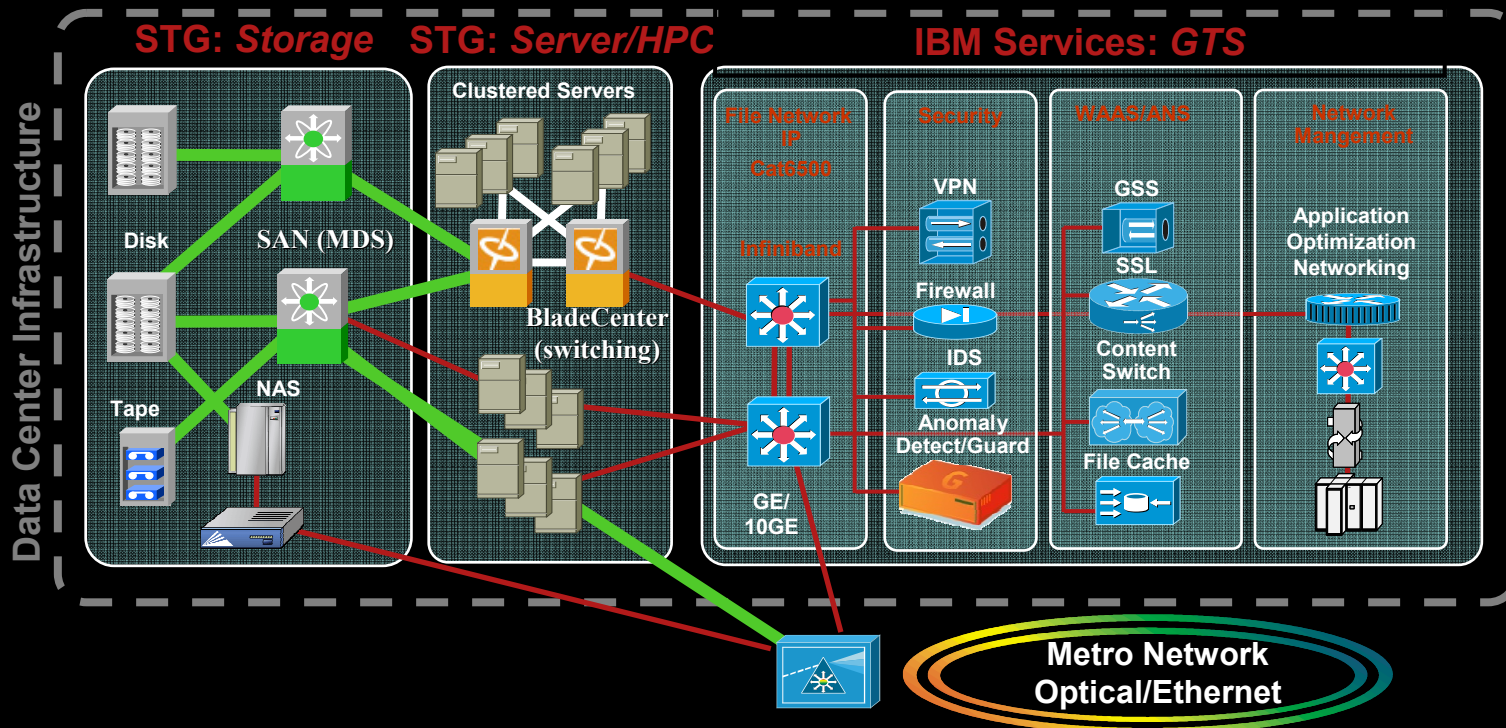 STG: Storage
STG: Server/HPC
IBM Services: GTS
Data Center Infrastructure
Disk
SAN (MDS)
Tape
NAS
Clustered Servers
BladeCenter
(switching)
File Network
IP
Cat6500
Infiniband
GE/
10GE
Security
VPN
Firewall
IDS
Anomaly
Detect/Guard
G
WAAS/ANS
GSS
SSL
Content
Switch
File Cache
Network
Mangement
Application
Optimization
Networking
Metro Network
Optical/Ethernet